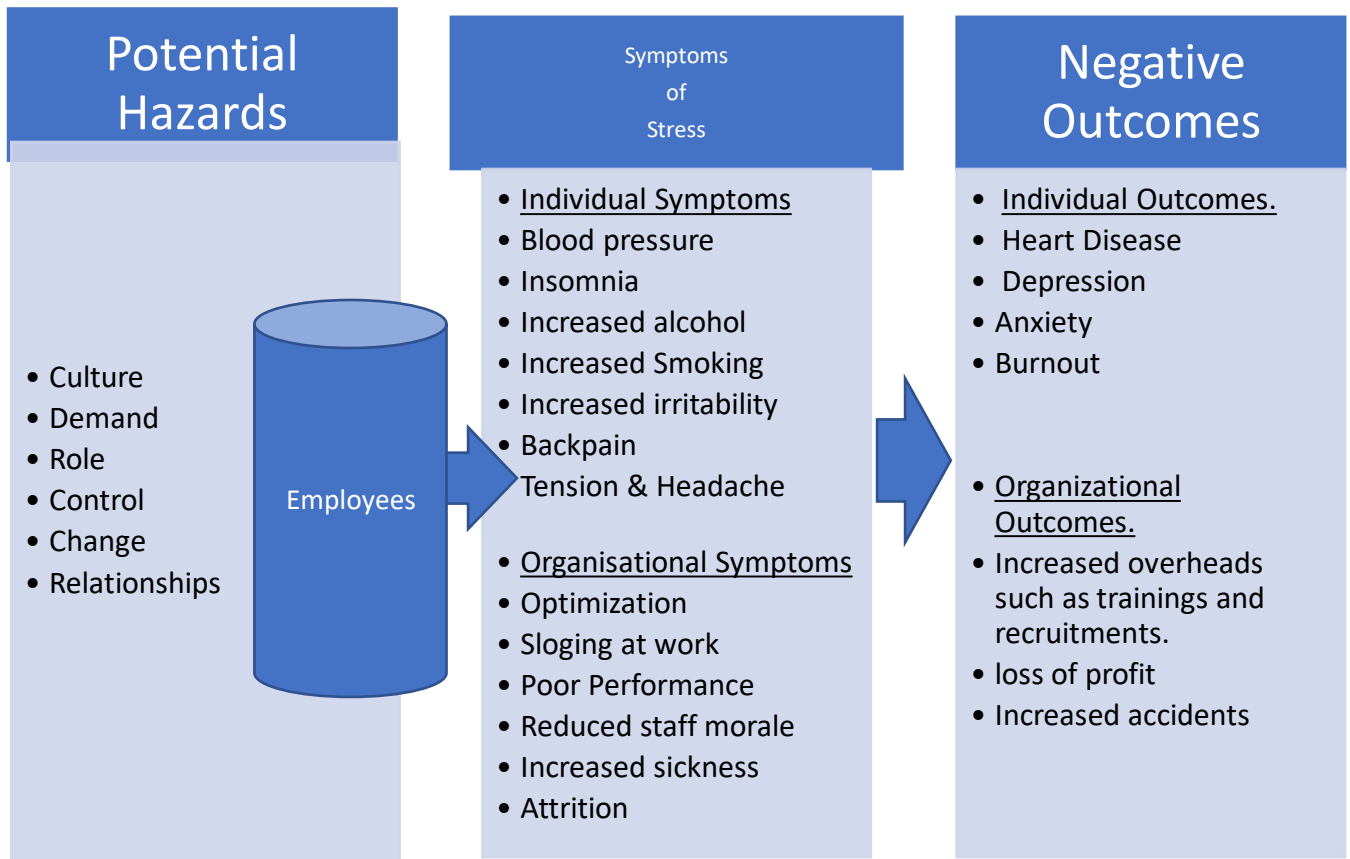 Potential
Hazards
• Culture
• Demand
• Role
• Control
• Change
• Relationships
Employees
Symptoms
of
Stress
• Individual Symptoms
• Blood pressure
• Insomnia
• Increased alcohol
• Increased Smoking
• Increased irritability
• Backpain
Tension & Headache
• Organisational Symptoms
• Optimization
• Sloging at work
• Poor Performance
• Reduced staff morale
• Increased sickness
• Attrition
Negative
Outcomes
• Individual Outcomes.
• Heart Disease
• Depression
• Anxiety
• Burnout
• Organizational
Outcomes.
• Increased overheads
such as trainings and
recruitments.
• loss of profit
• Increased accidents